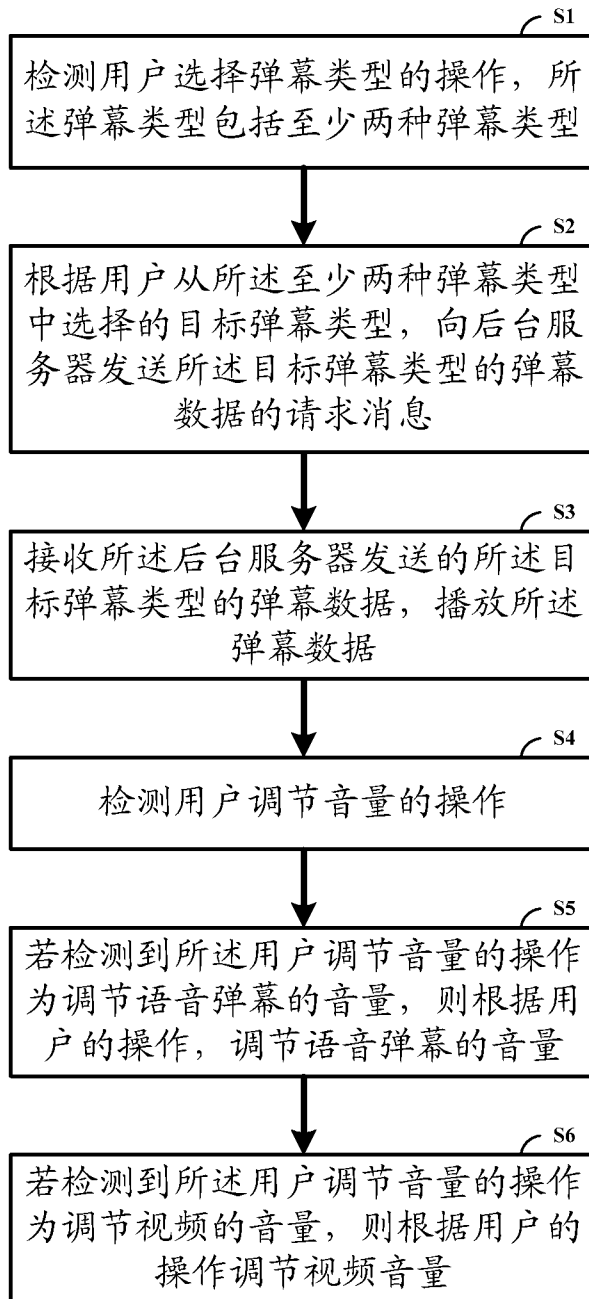 S1
检测用户选择弹幕类型的操作，所
述弹幕类型包括至少两种弹幕类型
S2
根据用户从所述至少两种弹幕类型
中选择的目标弹幕类型，向后台服
务器发送所述目标弹幕类型的弹幕
数据的请求消息
S3
接收所述后台服务器发送的所述目
标弹幕类型的弹幕数据，播放所述
弹幕数据
S4
检测用户调节音量的操作
S5
若检测到所述用户调节音量的操作
为调节语音弹幕的音量，则根据用
户的操作，调节语音弹幕的音量
S6
若检测到所述用户调节音量的操作
为调节视频的音量，则根据用户的
操作调节视频音量